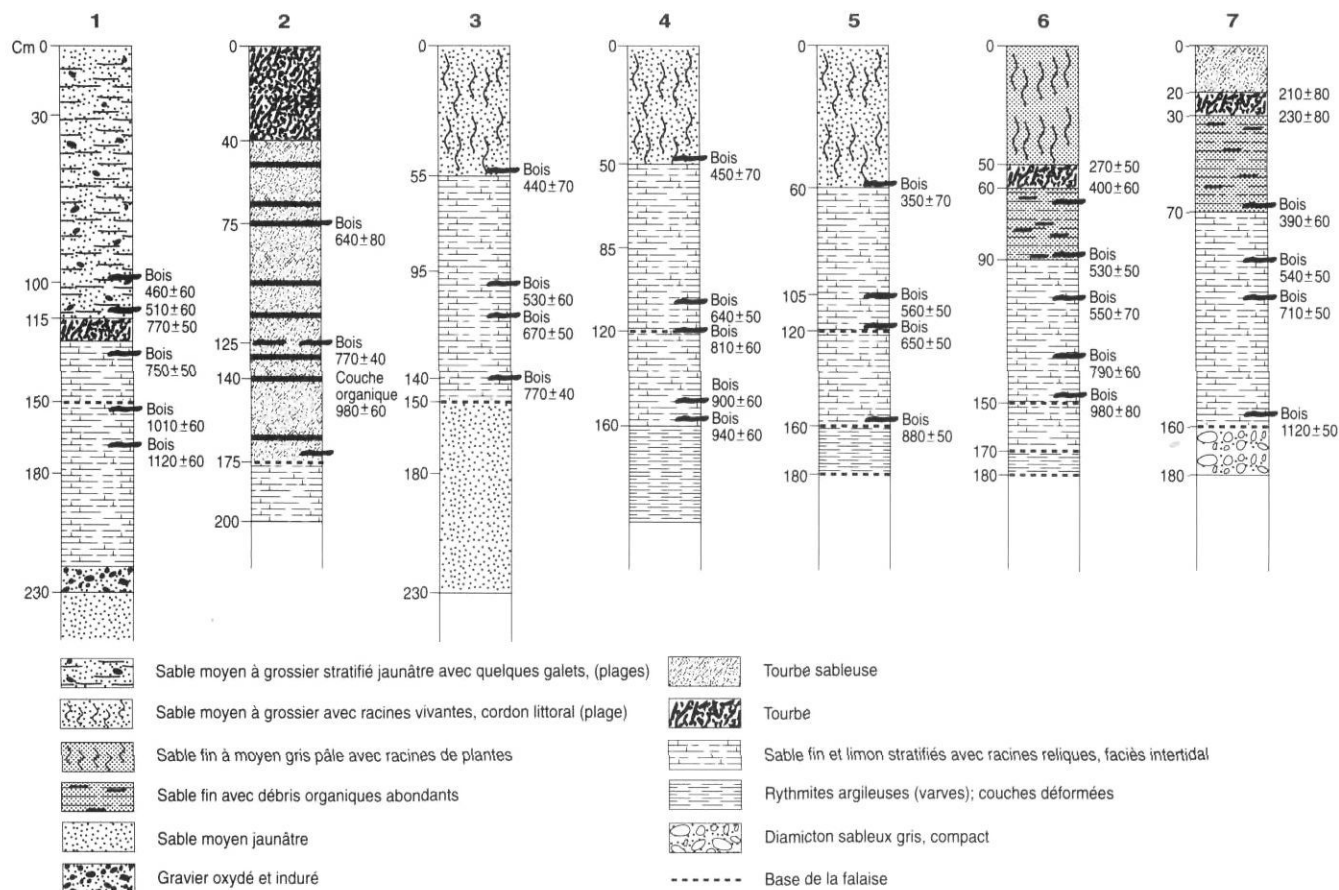 1 2 3 4 5 6 7
Cm 0
30
100
115
150
180
230
Bois
460±60
510±60
770±50
Bois
750±50
Bois
1010±60
Bois
1120±60
0
40
75
125
140
175
200
Bois
640±80
Bois
770±40
Couche
organique
980±60
0
55
95
140
150
180
230
Bois
440±70
Bois
530±60
Bois
670±50
Bois
770±40
0
50
85
120
160
Bois
450±70
Bois
640±50
Bois
810±60
Bois
900±60
Bois
940±60
0
60
105
120
160
180
Bois
350±70
Bois
560±50
Bois
650±50
Bois
880±50
0
50
60
90
150
170
180
270±50
400±60
Bois
530±50
Bois
550±70
Bois
790±60
Bois
980±80
0
20
30
70
160
180
210±80
230±80
Bois
390±60
Bois
540±50
Bois
710±50
Bois
1120±50
Sable moyen à grossier stratifié jaunâtre avec quelques galets, (plages)
Sable moyen à grossier avec racines vivantes, cordon littoral (plage)
Sable fin à moyen gris pâle avec racines de plantes
Sable fin avec débris organiques abondants
Sable moyen jaunâtre
Gravier oxydé et induré
Tourbe sableuse
Tourbe
Sable fin et limon stratifiés avec racines reliques, faciès intertidal
Rythmites argileuses (varves); couches déformées
Diamicton sableux gris, compact
Base de la falaise